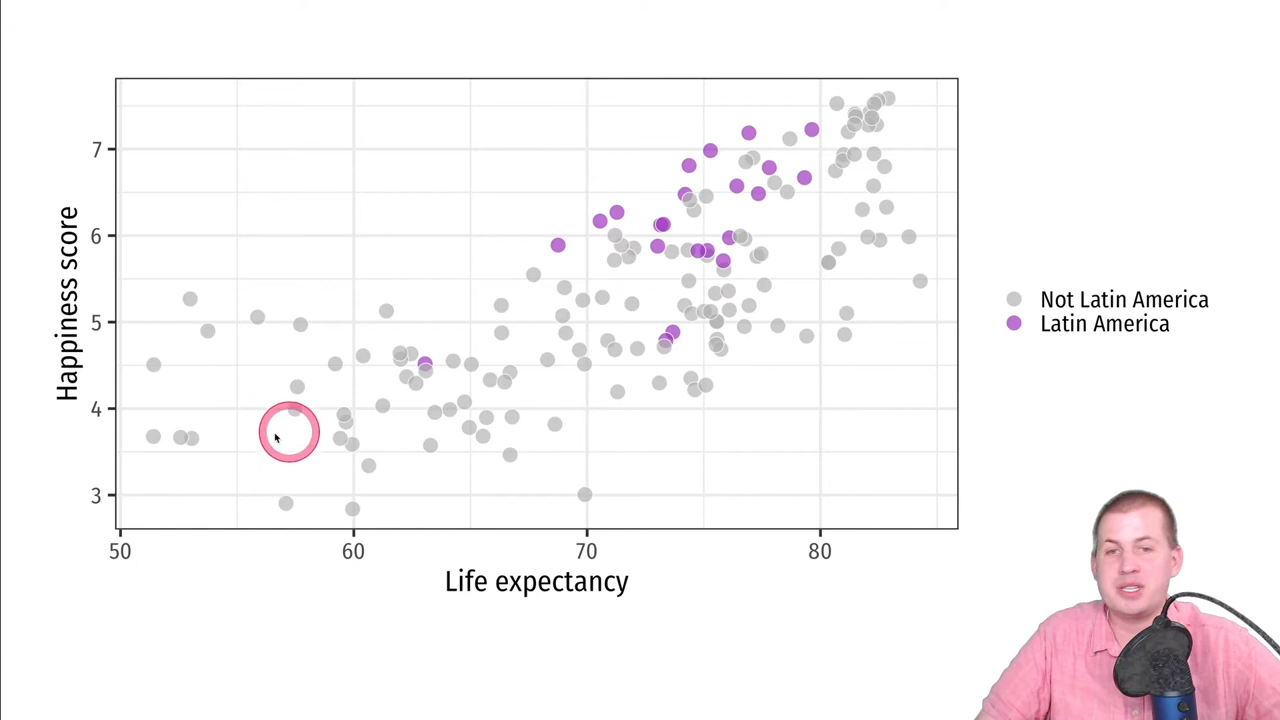 Happiness score
7
6
5
4
3
50 60 70 80
Life expectancy
Not Latin America
Latin America